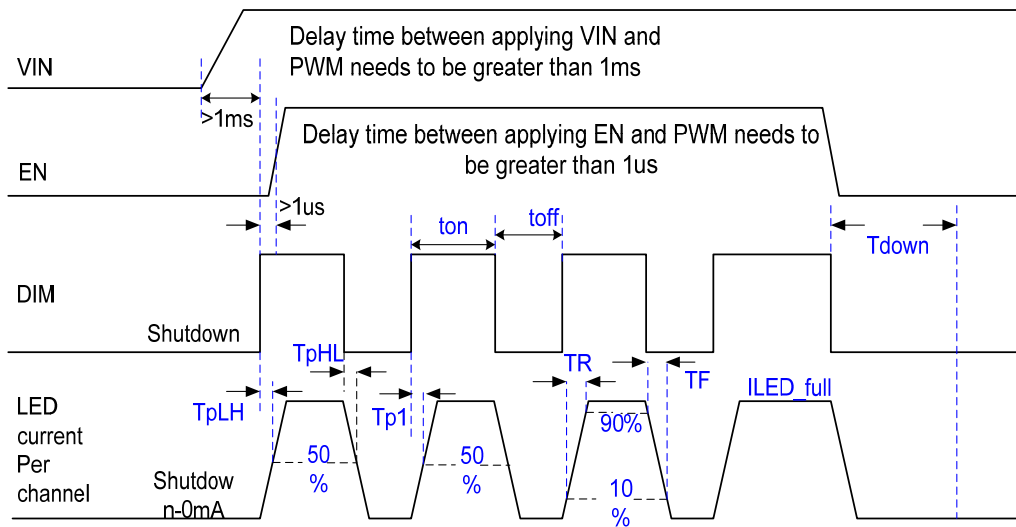 Delay time between applying VIN and
PWM needs to be greater than 1ms
VIN
>1ms
Delay time between applying EN and PWM needs to
be greater than 1us
EN
>1us
ton
toff
Tdown
DIM
Shutdown
TpHL
TR
TF
LED
current
Per
channel
TpLH
Tp1
ILED_full
90%
50
%
50
%
Shutdow
n-0mA
10
%